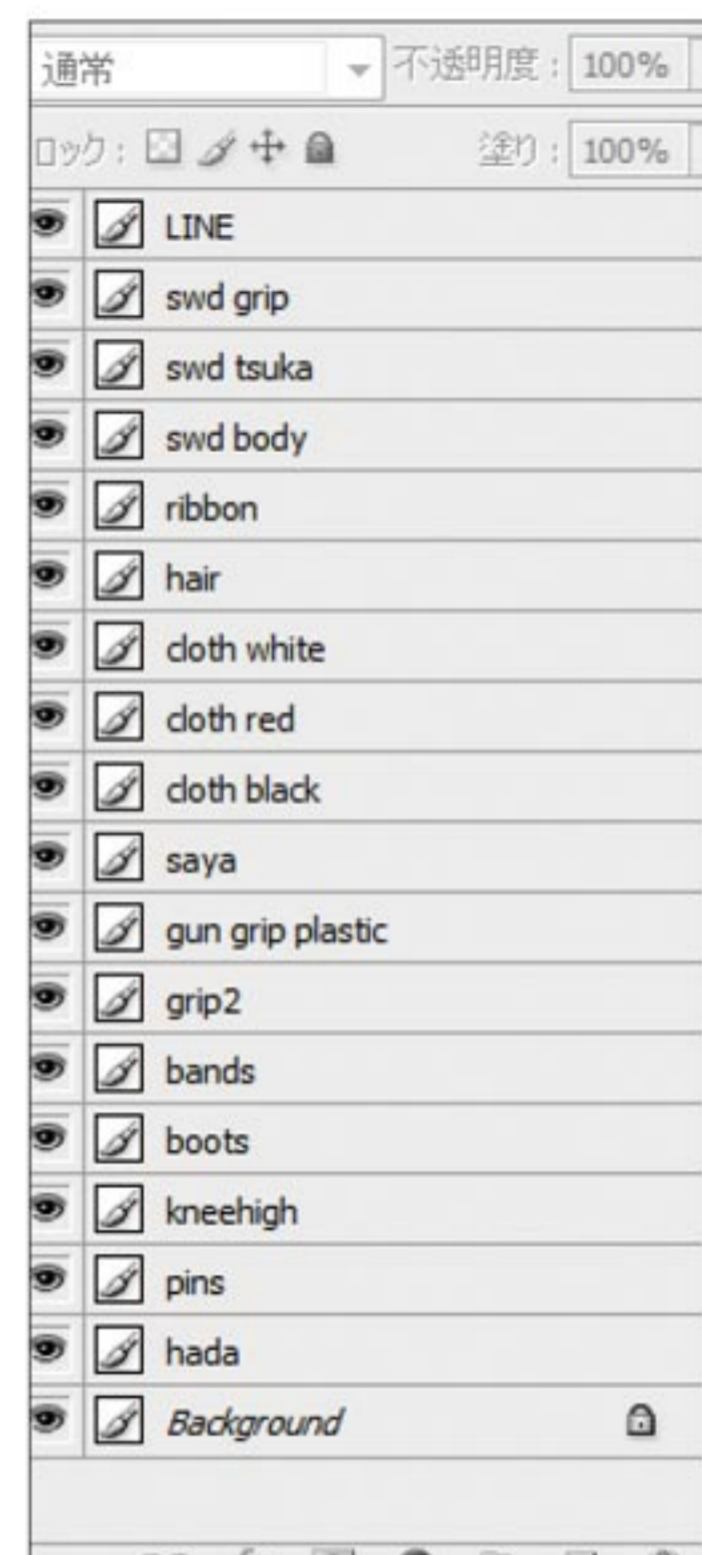 通常 不透明度: 100%
ロック: 塗り: 100%
LINE
swd grip
swd tsuka
swd body
ribbon
hair
cloth white
cloth red
cloth black
saya
gun grip plastic
grip2
bands
boots
kneehigh
pins
hada
Background